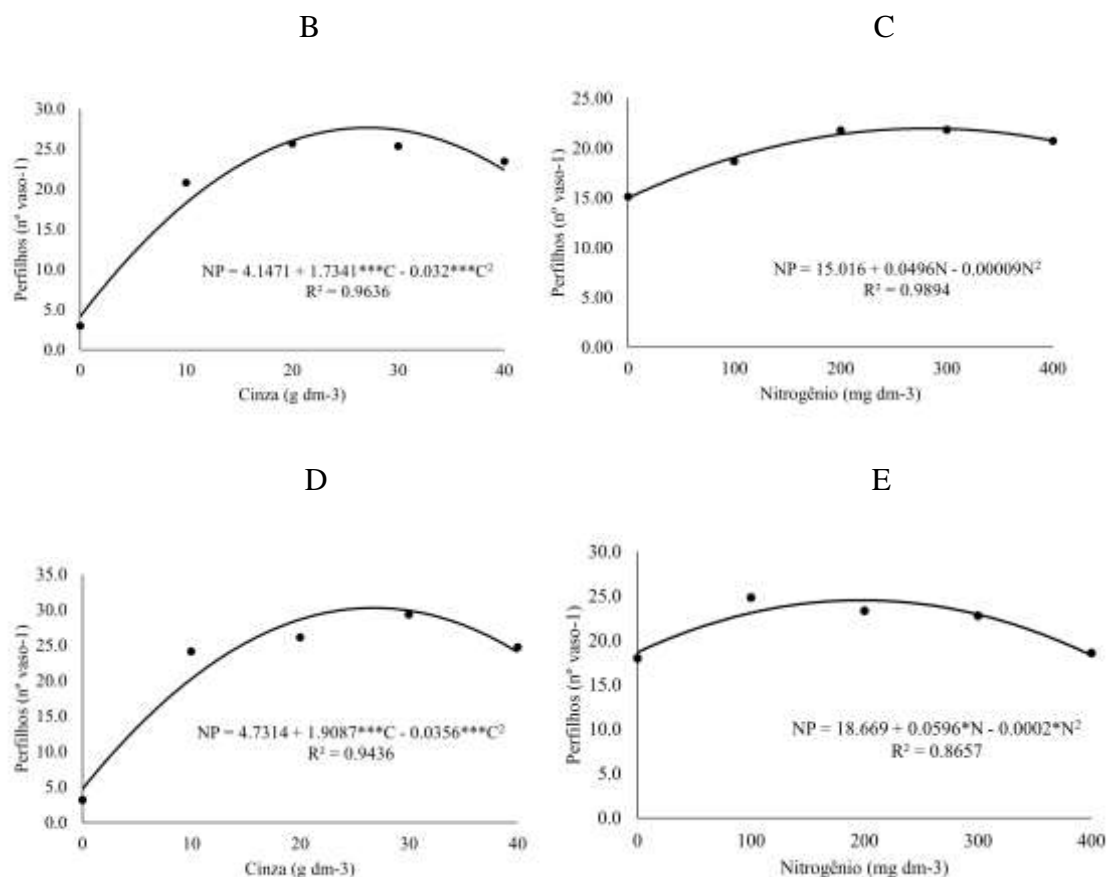 B
30.0
25.0
20.0
15.0
10.0
5.0
0.0
Perfilhos (nº vaso-1)
NP = 4.1471 + 1.7341***C - 0.032***C²
R² = 0.9636
0 10 20 30 40
Cinza (g dm-3)
C
25.00
20.00
15.00
10.00
5.00
0.00
Perfilhos (nº vaso-1)
NP = 15.016 + 0.0496N - 0.00009N²
R² = 0.9894
0 100 200 300 400
Nitrogênio (mg dm-3)
D
35.0
30.0
25.0
20.0
15.0
10.0
5.0
0.0
Perfilhos (nº vaso-1)
NP = 4.7314 + 1.9087***C - 0.0356***C²
R² = 0.9436
0 10 20 30 40
Cinza (g dm-3)
E
30.0
25.0
20.0
15.0
10.0
5.0
0.0
Perfilhos (nº vaso-1)
NP = 18.669 + 0.0596*N - 0.0002*N²
R² = 0.8657
0 100 200 300 400
Nitrogênio (mg dm-3)